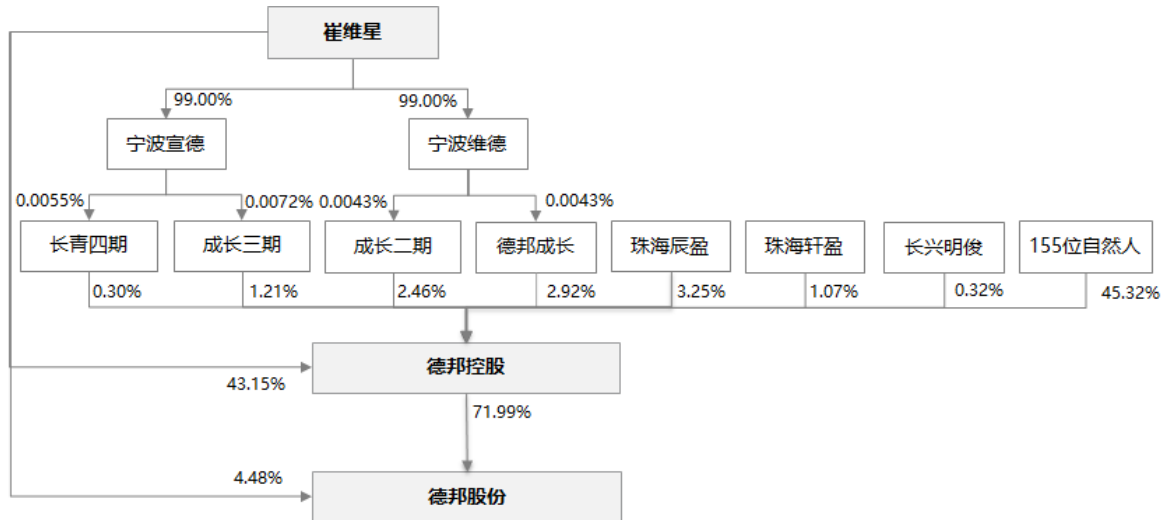 崔维星
99.00%
99.00%
宁波宣德
宁波维德
0.0055%
0.0072%
0.0043%
0.0043%
长青四期
成长三期
成长二期
德邦成长
珠海辰盈
珠海轩盈
长兴明俊
155位自然人
0.30%
1.21%
2.46%
2.92%
3.25%
1.07%
0.32%
45.32%
德邦控股
43.15%
71.99%
4.48%
德邦股份